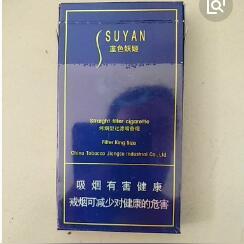 SUYAN
蓝色妖姬
Straight filter cigarette
烤烟型过滤嘴香烟
Filter King Size
China Tobacco Jiangsu Industrial Co., Ltd
吸烟有害健康
戒烟可减少对健康的危害